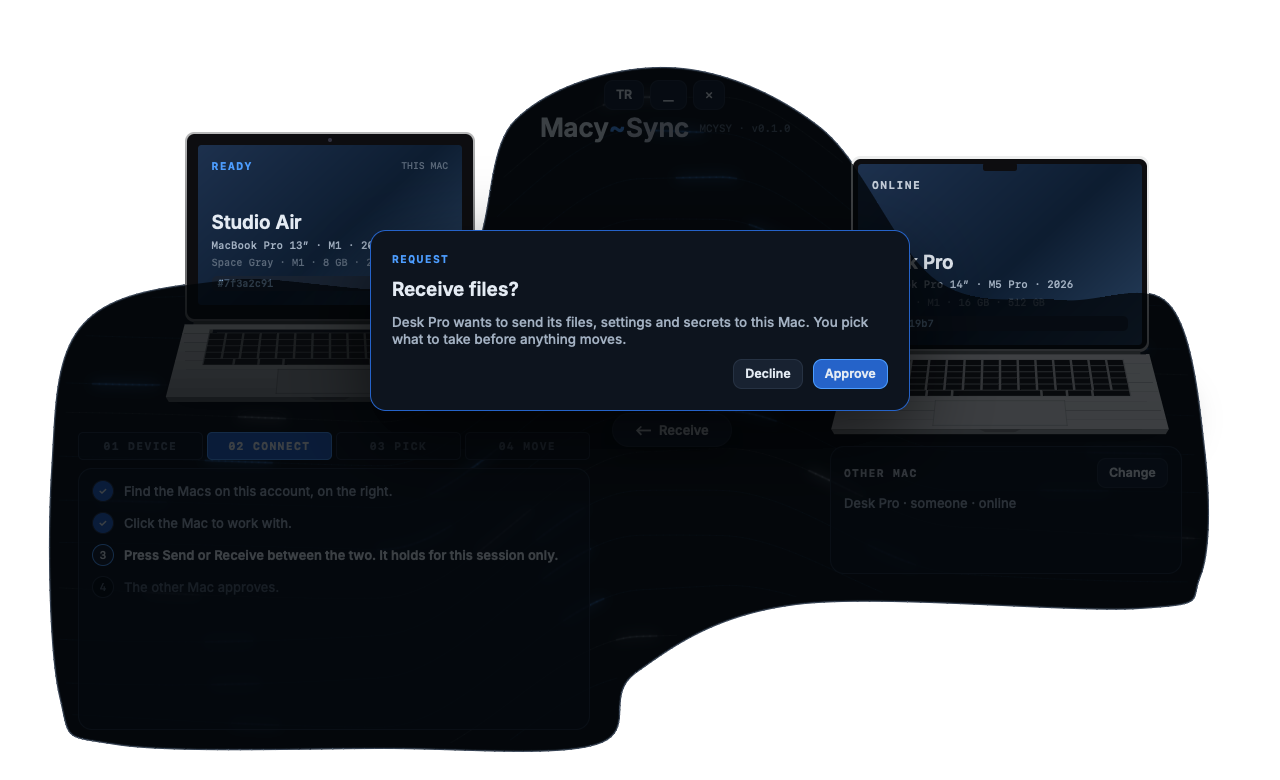 TR _ ×
Macy~Sync MCYSY · v0.1.0
READY THIS MAC
Studio Air
MacBook Pro 13″ · M1 · 20
Space Gray · M1 · 8 GB · 2
#7f3a2c91
ONLINE
k Pro
k Pro 14″ · M5 Pro · 2026
· M1 · 16 GB · 512 GB
19b7
REQUEST
Receive files?
Desk Pro wants to send its files, settings and secrets to this Mac. You pick
what to take before anything moves.
Decline Approve
← Receive
01 DEVICE 02 CONNECT 03 PICK 04 MOVE
Find the Macs on this account, on the right.
Click the Mac to work with.
3 Press Send or Receive between the two. It holds for this session only.
4 The other Mac approves.
OTHER MAC Change
Desk Pro · someone · online